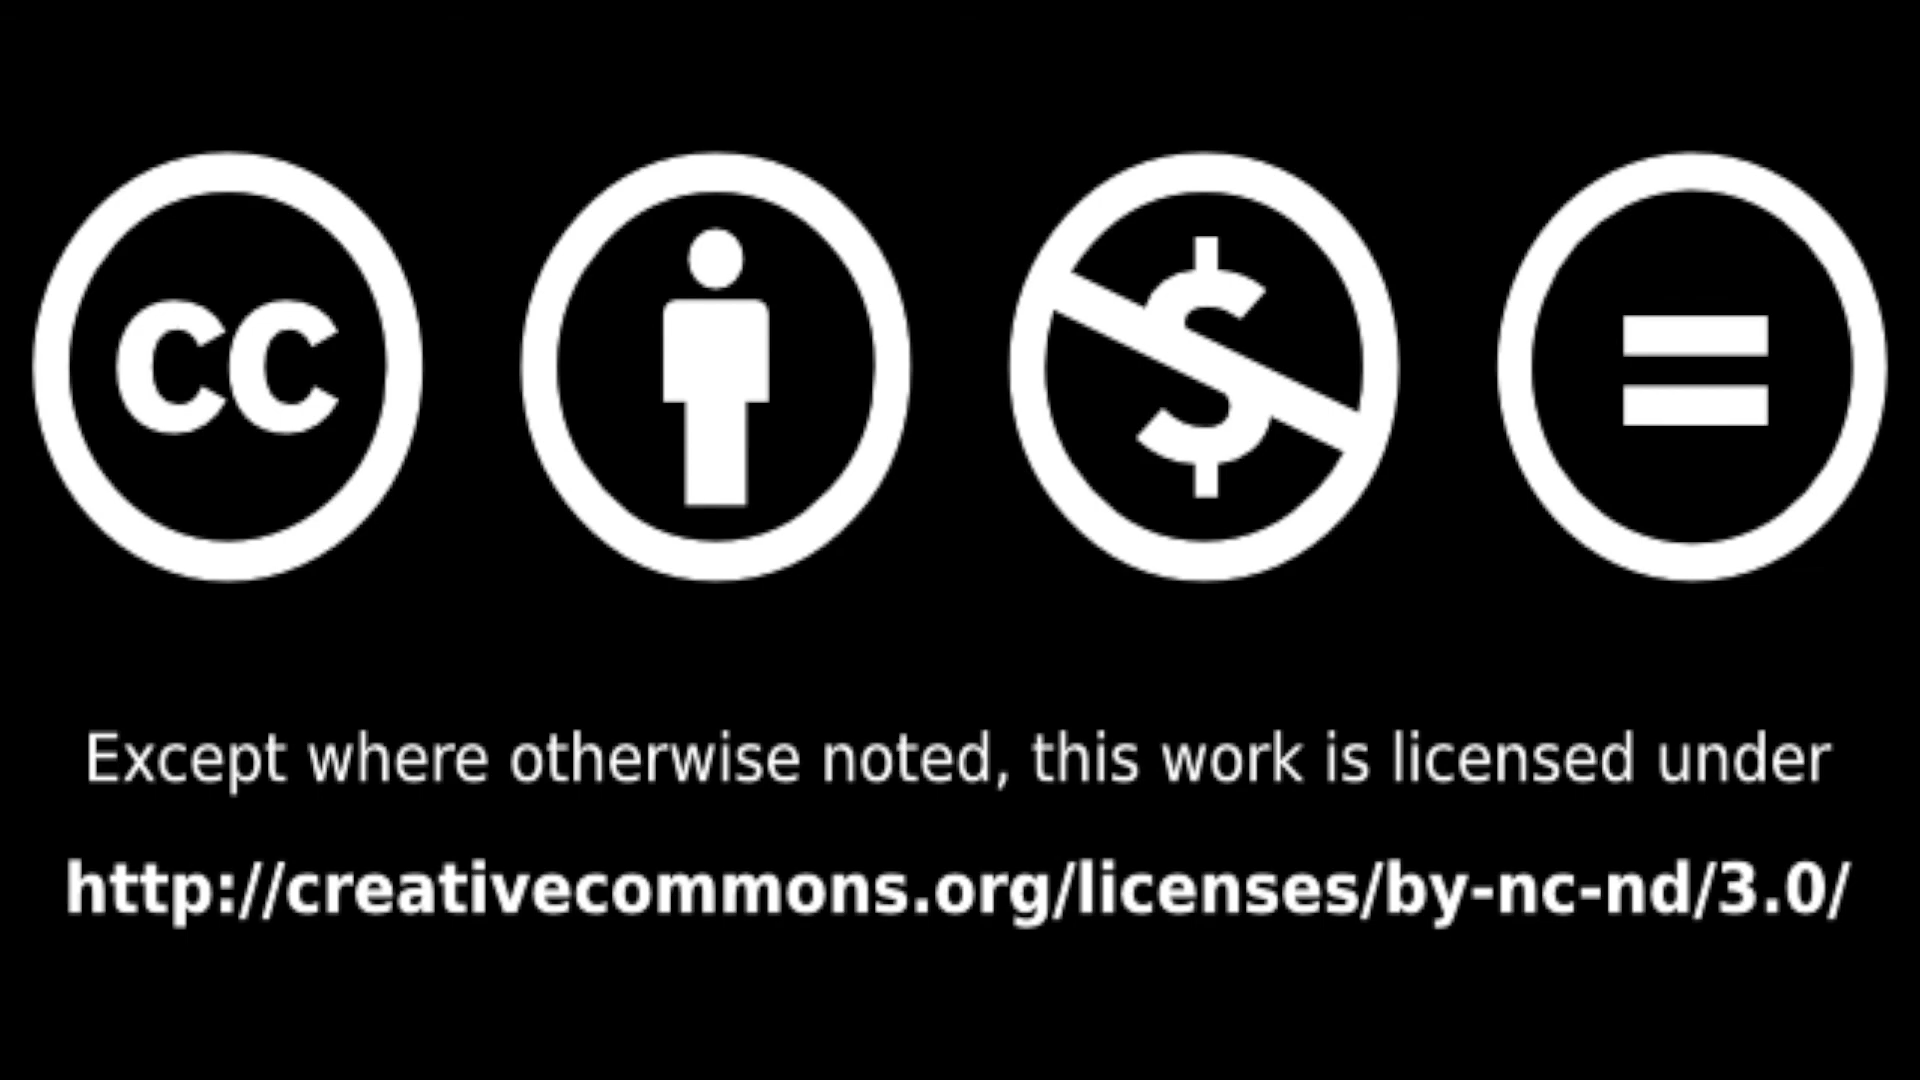 cc
$
=
Except where otherwise noted, this work is licensed under
http://creativecommons.org/licenses/by-nc-nd/3.0/